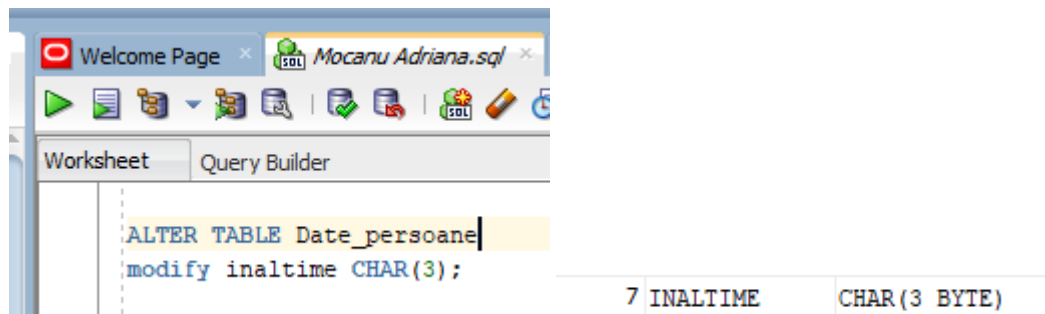 Welcome Page
Mocanu Adriana.sql
SQL
Worksheet
Query Builder
ALTER TABLE Date_persoane
modify inaltime CHAR(3);
7 INALTIME CHAR(3 BYTE)